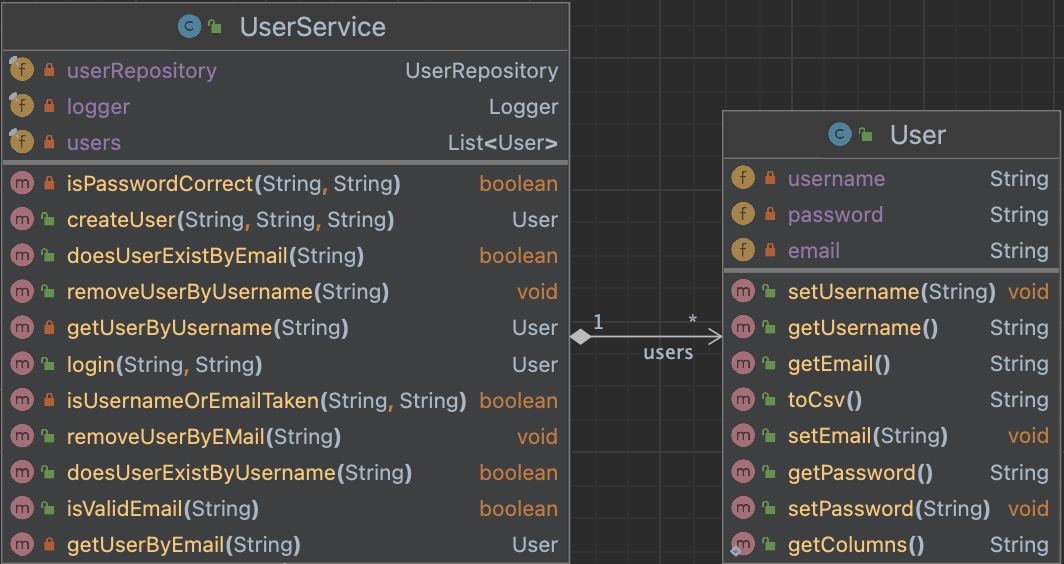 UserService
userRepository UserRepository
logger Logger
users List<User>
isPasswordCorrect(String, String) boolean
createUser(String, String, String) User
doesUserExistByEmail(String) boolean
removeUserByUsername(String) void
getUserByUsername(String) User
login(String, String) User
isUsernameOrEmailTaken(String, String) boolean
removeUserByEMail(String) void
doesUserExistByUsername(String) boolean
isValidEmail(String) boolean
getUserByEmail(String) User
1 *
users
User
username String
password String
email String
setUsername(String) void
getUsername() String
getEmail() String
toCsv() String
setEmail(String) void
getPassword() String
setPassword(String) void
getColumns() String